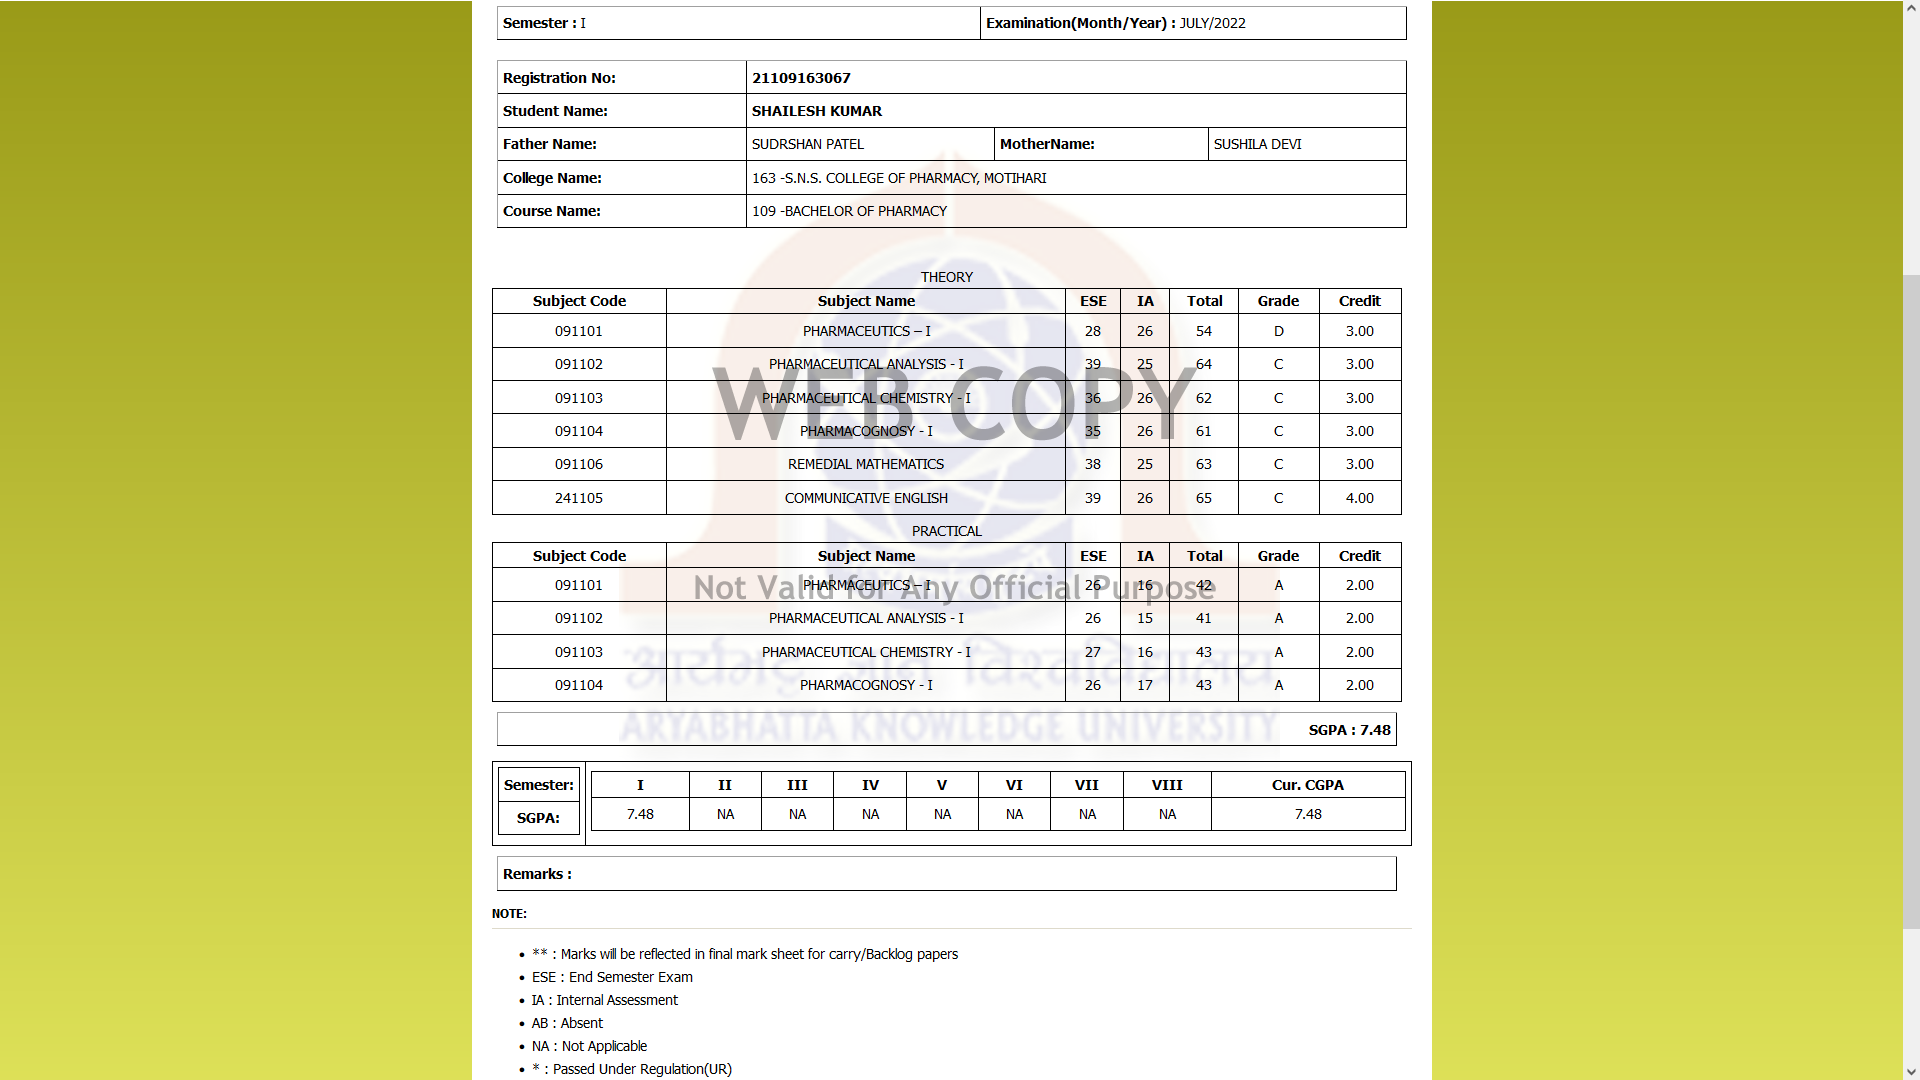 Semester : I Examination(Month/Year) : JULY/2022
Registration No: 21109163067
Student Name: SHAILESH KUMAR
Father Name: SUDRSHAN PATEL MotherName: SUSHILA DEVI
College Name: 163 -S.N.S. COLLEGE OF PHARMACY, MOTIHARI
Course Name: 109 -BACHELOR OF PHARMACY
THEORY
Subject Code Subject Name ESE IA Total Grade Credit
091101 PHARMACEUTICS – I 28 26 54 D 3.00
091102 PHARMACEUTICAL ANALYSIS - I 39 25 64 C 3.00
WEB COPY
091103 PHARMACEUTICAL CHEMISTRY - I 36 26 62 C 3.00
091104 PHARMACOGNOSY - I 35 26 61 C 3.00
091106 REMEDIAL MATHEMATICS 38 25 63 C 3.00
241105 COMMUNICATIVE ENGLISH 39 26 65 C 4.00
PRACTICAL
Subject Code Subject Name ESE IA Total Grade Credit
091101 PHARMACEUTICS – I 26 16 42 A 2.00
Not Valid for Any Official Purpose
091102 PHARMACEUTICAL ANALYSIS - I 26 15 41 A 2.00
091103 PHARMACEUTICAL CHEMISTRY - I 27 16 43 A 2.00
आर्यभट्ट ज्ञान विश्वविद्यालय
091104 PHARMACOGNOSY - I 26 17 43 A 2.00
ARYABHATTA KNOWLEDGE UNIVERSITY
SGPA : 7.48
Semester: I II III IV V VI VII VIII Cur. CGPA
SGPA: 7.48 NA NA NA NA NA NA NA 7.48
Remarks :
NOTE:
• ** : Marks will be reflected in final mark sheet for carry/Backlog papers
• ESE : End Semester Exam
• IA : Internal Assessment
• AB : Absent
• NA : Not Applicable
• * : Passed Under Regulation(UR)